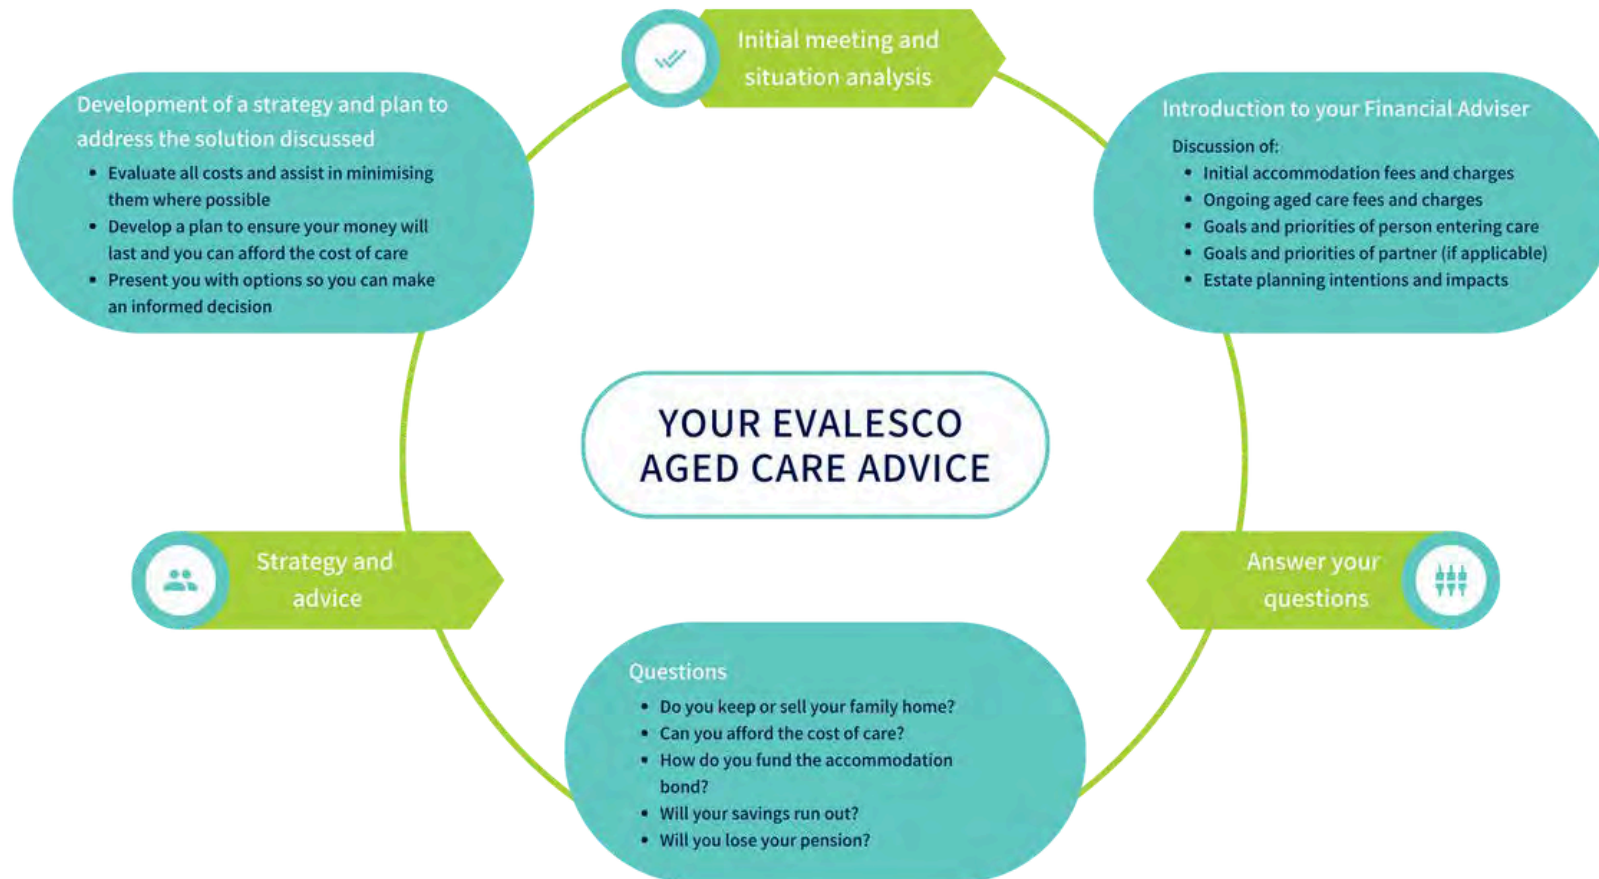 Initial meeting and
situation analysis
Introduction to your Financial Adviser
Discussion of:
• Initial accommodation fees and charges
• Ongoing aged care fees and charges
• Goals and priorities of person entering care
• Goals and priorities of partner (if applicable)
• Estate planning intentions and impacts
Answer your
questions
Questions
• Do you keep or sell your family home?
• Can you afford the cost of care?
• How do you fund the accommodation
bond?
• Will your savings run out?
• Will you lose your pension?
Strategy and
advice
Development of a strategy and plan to
address the solution discussed
• Evaluate all costs and assist in minimising
them where possible
• Develop a plan to ensure your money will
last and you can afford the cost of care
• Present you with options so you can make
an informed decision
YOUR EVALESCO
AGED CARE ADVICE